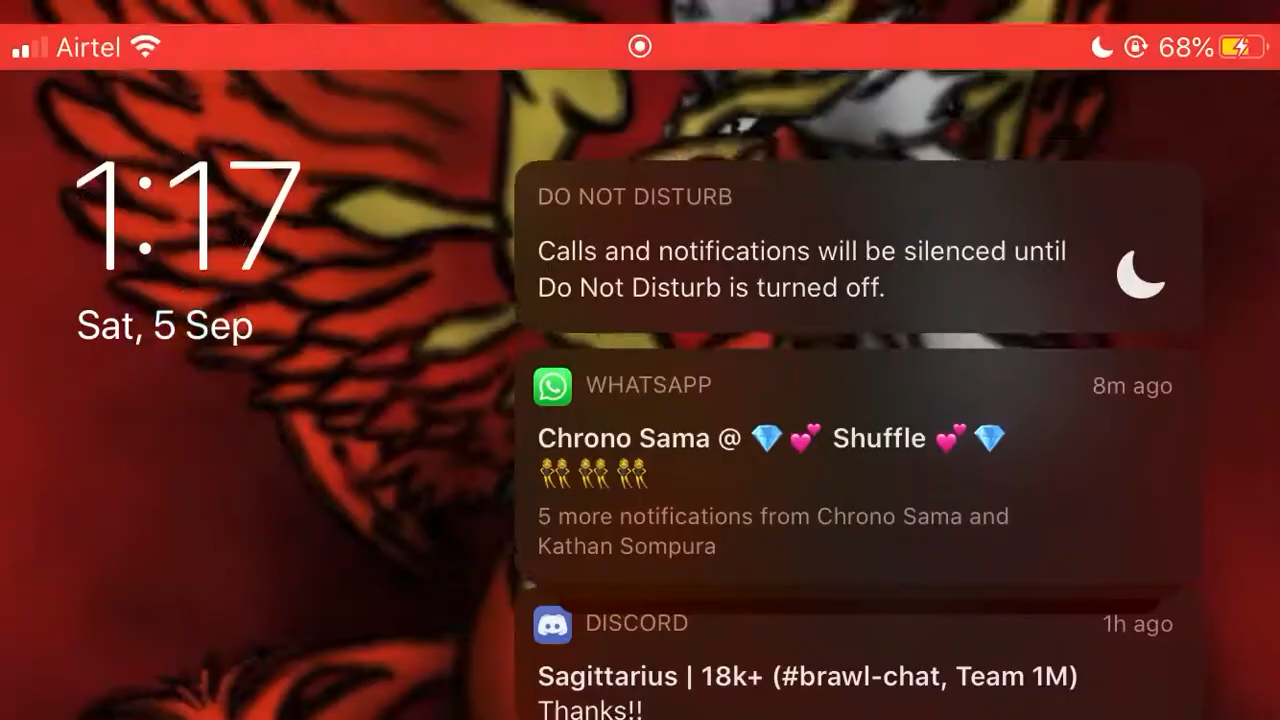 Airtel
68%
1:17
Sat, 5 Sep
DO NOT DISTURB
Calls and notifications will be silenced until
Do Not Disturb is turned off.
WHATSAPP
8m ago
Chrono Sama @ 💎💕 Shuffle 💕💎
👯👯👯
5 more notifications from Chrono Sama and
Kathan Sompura
DISCORD
1h ago
Sagittarius | 18k+ (#brawl-chat, Team 1M)
Thanks!!